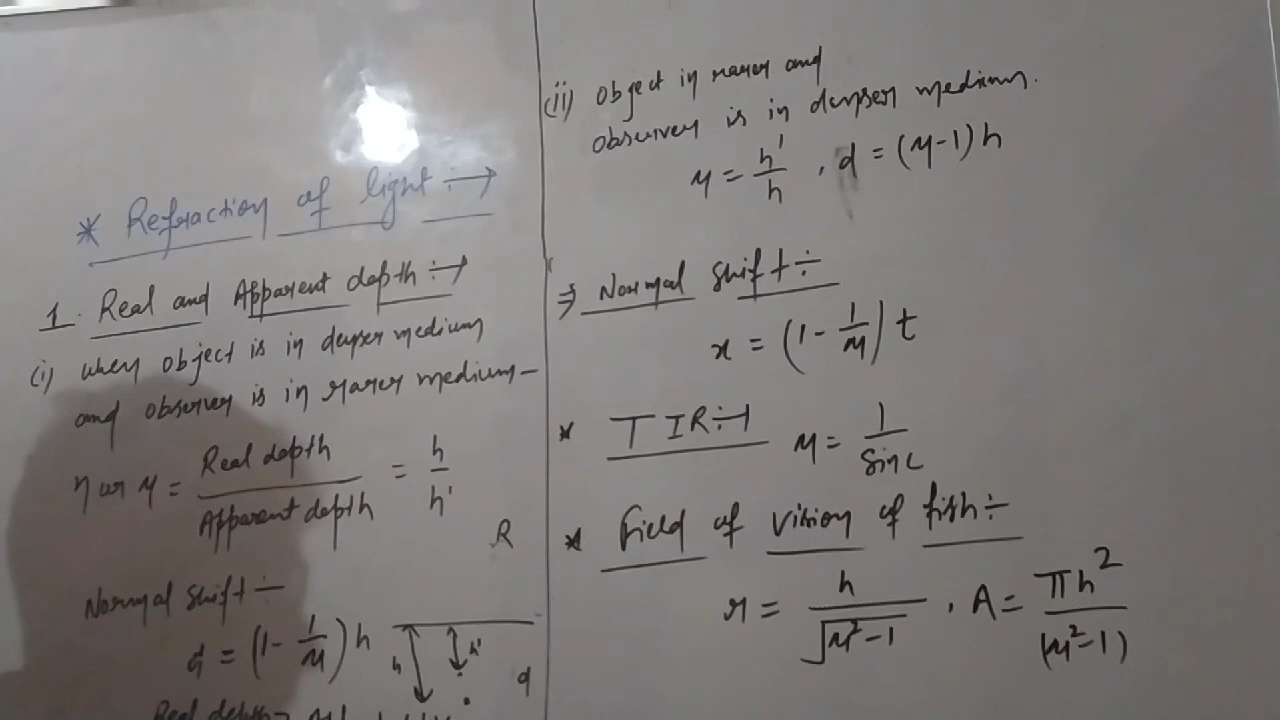 * Refraction of light :→
1. Real and Apparent depth :→
(i) when object is in denser medium
and observer is in rarer medium –
η or μ = Real depth / Apparent depth = h / h'
R
Normal shift :–
d = (1 - 1/μ) h
h h' d
Real depth
(ii) object in rarer and
observer is in denser medium.
μ = h'/h , d = (μ-1) h
⇒ Normal shift ÷
x = (1 - 1/μ) t
* TIR :→ μ = 1 / sin c
* Field of vision of fish ÷
r = h / √μ²-1 , A = πh² / (μ²-1)